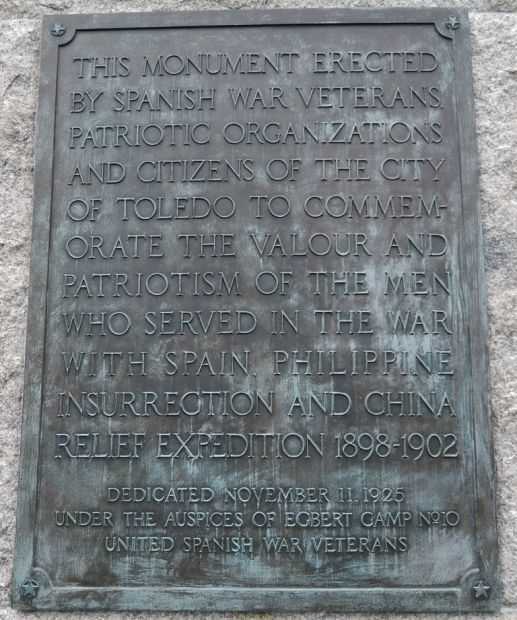 THIS MONUMENT ERECTED
BY SPANISH WAR VETERANS,
PATRIOTIC ORGANIZATIONS
AND CITIZENS OF THE CITY
OF TOLEDO TO COMMEM-
ORATE THE VALOUR AND
PATRIOTISM OF THE MEN
WHO SERVED IN THE WAR
WITH SPAIN, PHILIPPINE
INSURRECTION AND CHINA
RELIEF EXPEDITION 1898-1902
DEDICATED NOVEMBER 11, 1925
UNDER THE AUSPICES OF EGBERT CAMP NO 10
UNITED SPANISH WAR VETERANS